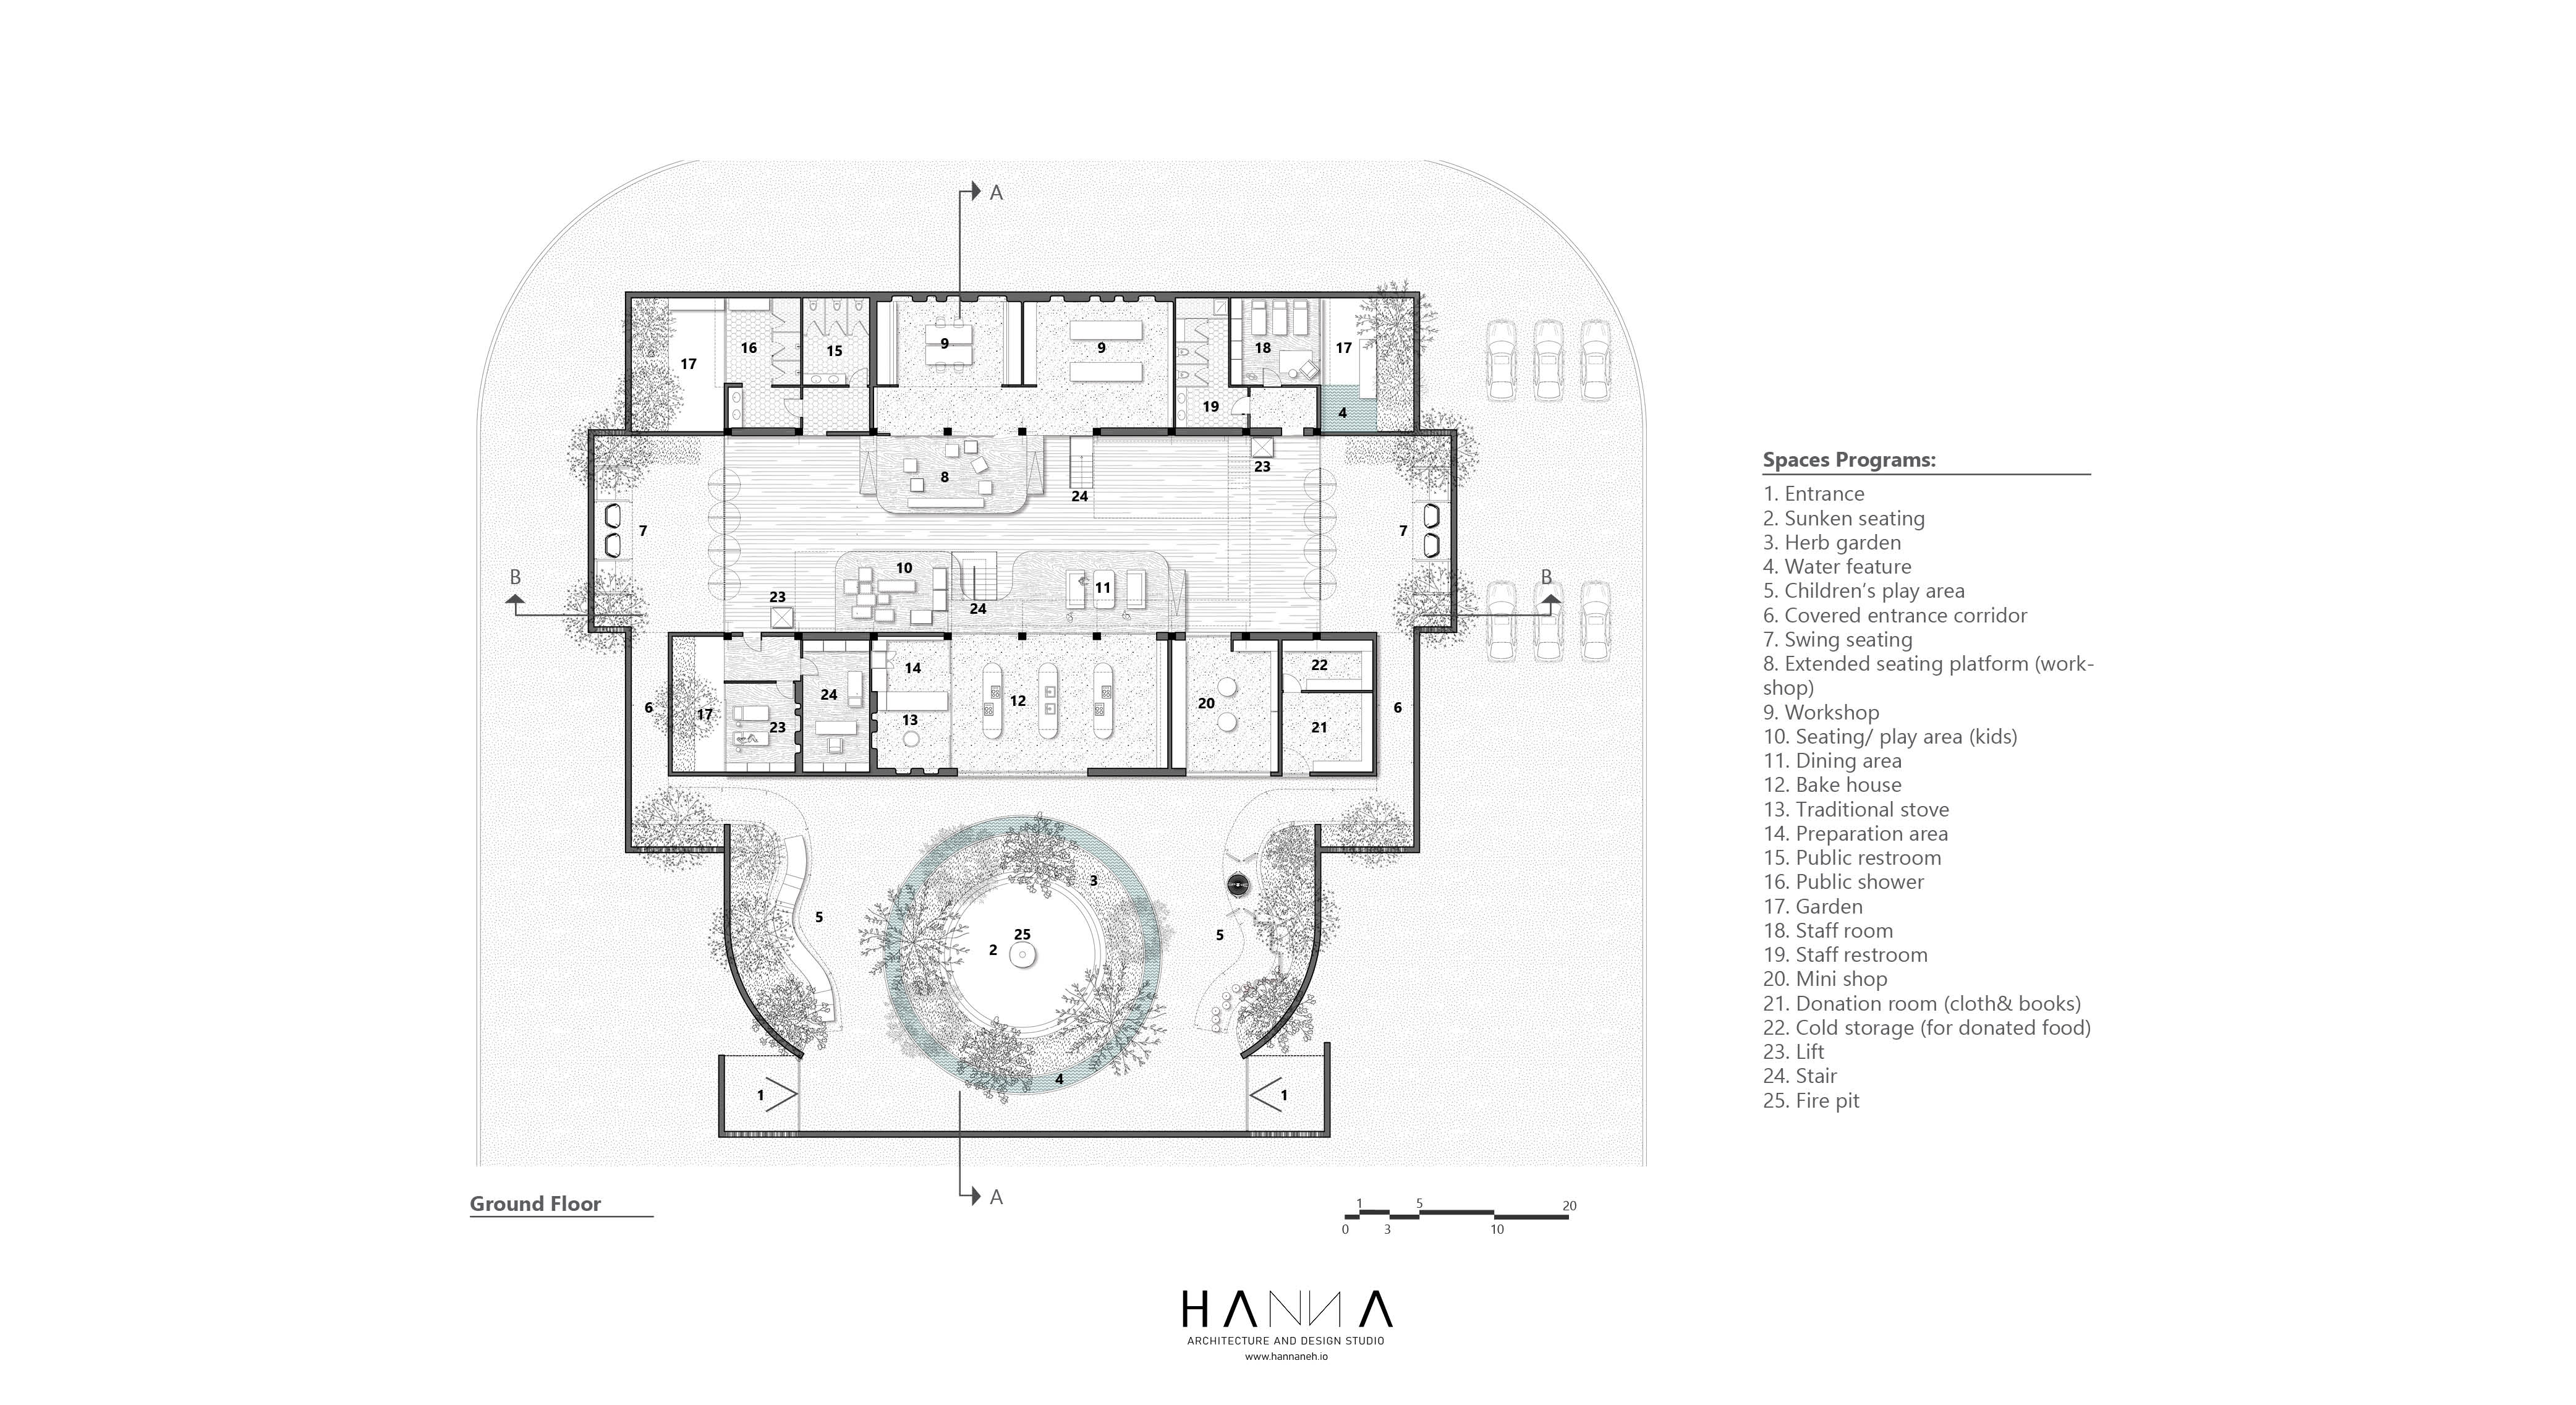 A
9
9
17
16
15
18
17
19
4
8
23
24
7
7
B
B
10
11
23
24
14
22
24
20
6
17
12
6
13
23
21
3
5
5
25
2
4
1
1
A
Spaces Programs:
1. Entrance
2. Sunken seating
3. Herb garden
4. Water feature
5. Children's play area
6. Covered entrance corridor
7. Swing seating
8. Extended seating platform (work-
shop)
9. Workshop
10. Seating/ play area (kids)
11. Dining area
12. Bake house
13. Traditional stove
14. Preparation area
15. Public restroom
16. Public shower
17. Garden
18. Staff room
19. Staff restroom
20. Mini shop
21. Donation room (cloth& books)
22. Cold storage (for donated food)
23. Lift
24. Stair
25. Fire pit
Ground Floor
1 5 20
0 3 10
HANNA
ARCHITECTURE AND DESIGN STUDIO
www.hannaneh.io